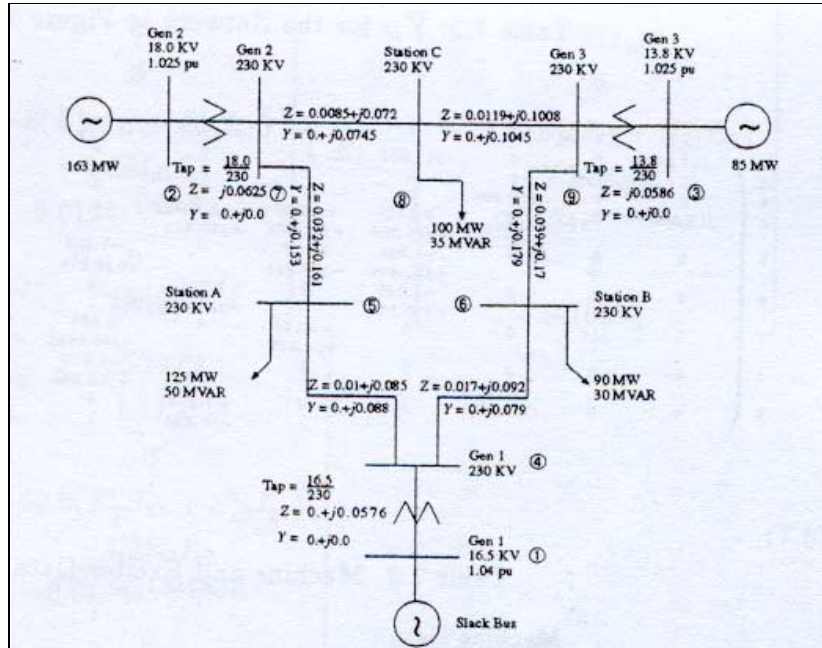 Gen 2
18.0 KV
1.025 pu
Gen 2
230 KV
Station C
230 KV
Gen 3
230 KV
Gen 3
13.8 KV
1.025 pu
Z = 0.0085+j0.072
Y = 0.+j0.0745
Z = 0.0119+j0.1008
Y = 0.+j0.1045
~
163 MW
~
85 MW
Tap = 18.0
230
② Z = j0.0625 ⑦
Y = 0.+j0.0
Z = 0.032+j0.161
Y = 0.+j0.153
⑧
100 MW
35 MVAR
Z = 0.039+j0.17
Y = 0.+j0.179
⑨
Tap = 13.8
230
Z = j0.0586 ③
Y = 0.+j0.0
Station A
230 KV
⑤
⑥
Station B
230 KV
125 MW
50 MVAR
90 MW
30 MVAR
Z = 0.01+j0.085
Y = 0.+j0.088
Z = 0.017+j0.092
Y = 0.+j0.079
Gen 1
230 KV
④
Tap = 16.5
230
Z = 0.+j0.0576
Y = 0.+j0.0
Gen 1
16.5 KV
1.04 pu
①
~
Slack Bus